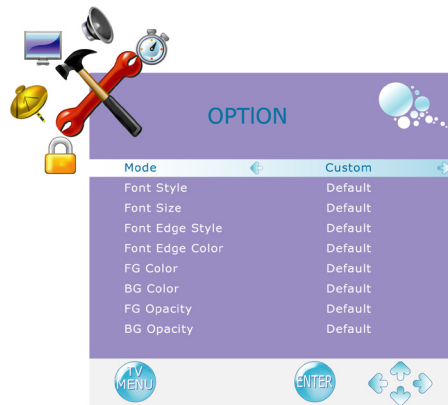 OPTION
Mode Custom
Font Style Default
Font Size Default
Font Edge Style Default
Font Edge Color Default
FG Color Default
BG Color Default
FG Opacity Default
BG Opacity Default
TV
MENU ENTER